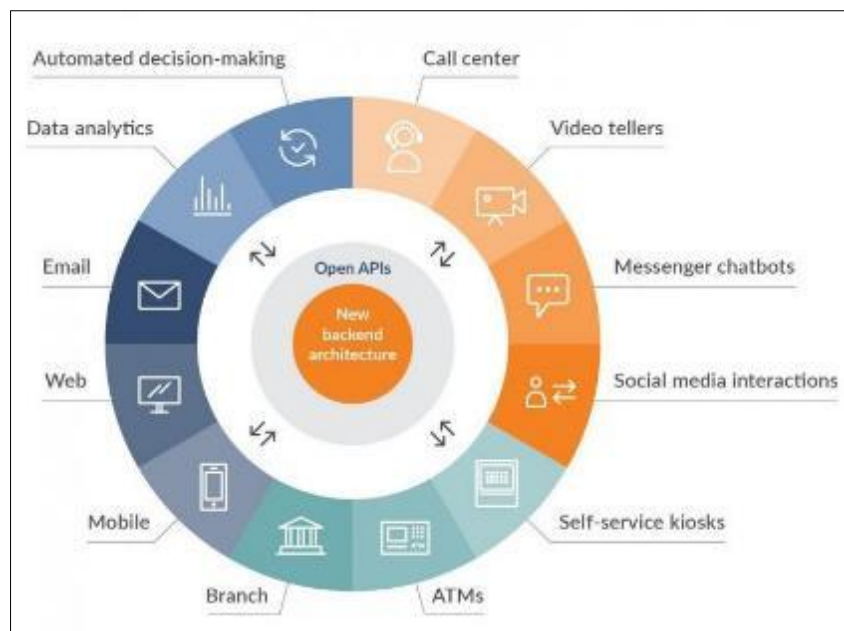 Automated decision-making
Call center
Data analytics
Video tellers
Email
Open APIs
Messenger chatbots
New
backend
architecture
Web
Social media interactions
Mobile
Self-service kiosks
Branch
ATMs